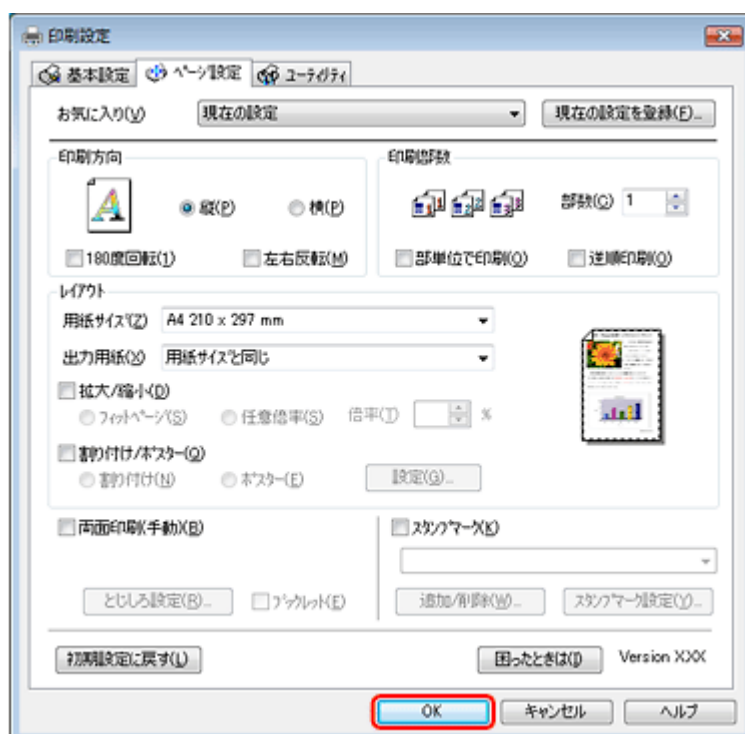 印刷設定
基本設定 ページ設定 ユーティリティ
お気に入り(V) 現在の設定 現在の設定を登録(F)...
印刷方向 印刷部数
縦(P) 横(P) 部数(C) 1
180度回転(1) 左右反転(M) 部単位で印刷(O) 逆順印刷(O)
レイアウト
用紙サイズ(Z) A4 210 x 297 mm
出力用紙(X) 用紙サイズと同じ
拡大/縮小(D)
フィットページ(S) 任意倍率(S) 倍率(T) %
割り付け/ポスター(O)
割り付け(N) ポスター(E) 設定(G)...
両面印刷(手動)(B) スタンプマーク(K)
とじしろ設定(R)... ブックレット(E) 追加/削除(W)... スタンプマーク設定(Y)...
初期設定に戻す(L) 困ったときは(I) Version XXX
OK キャンセル ヘルプ